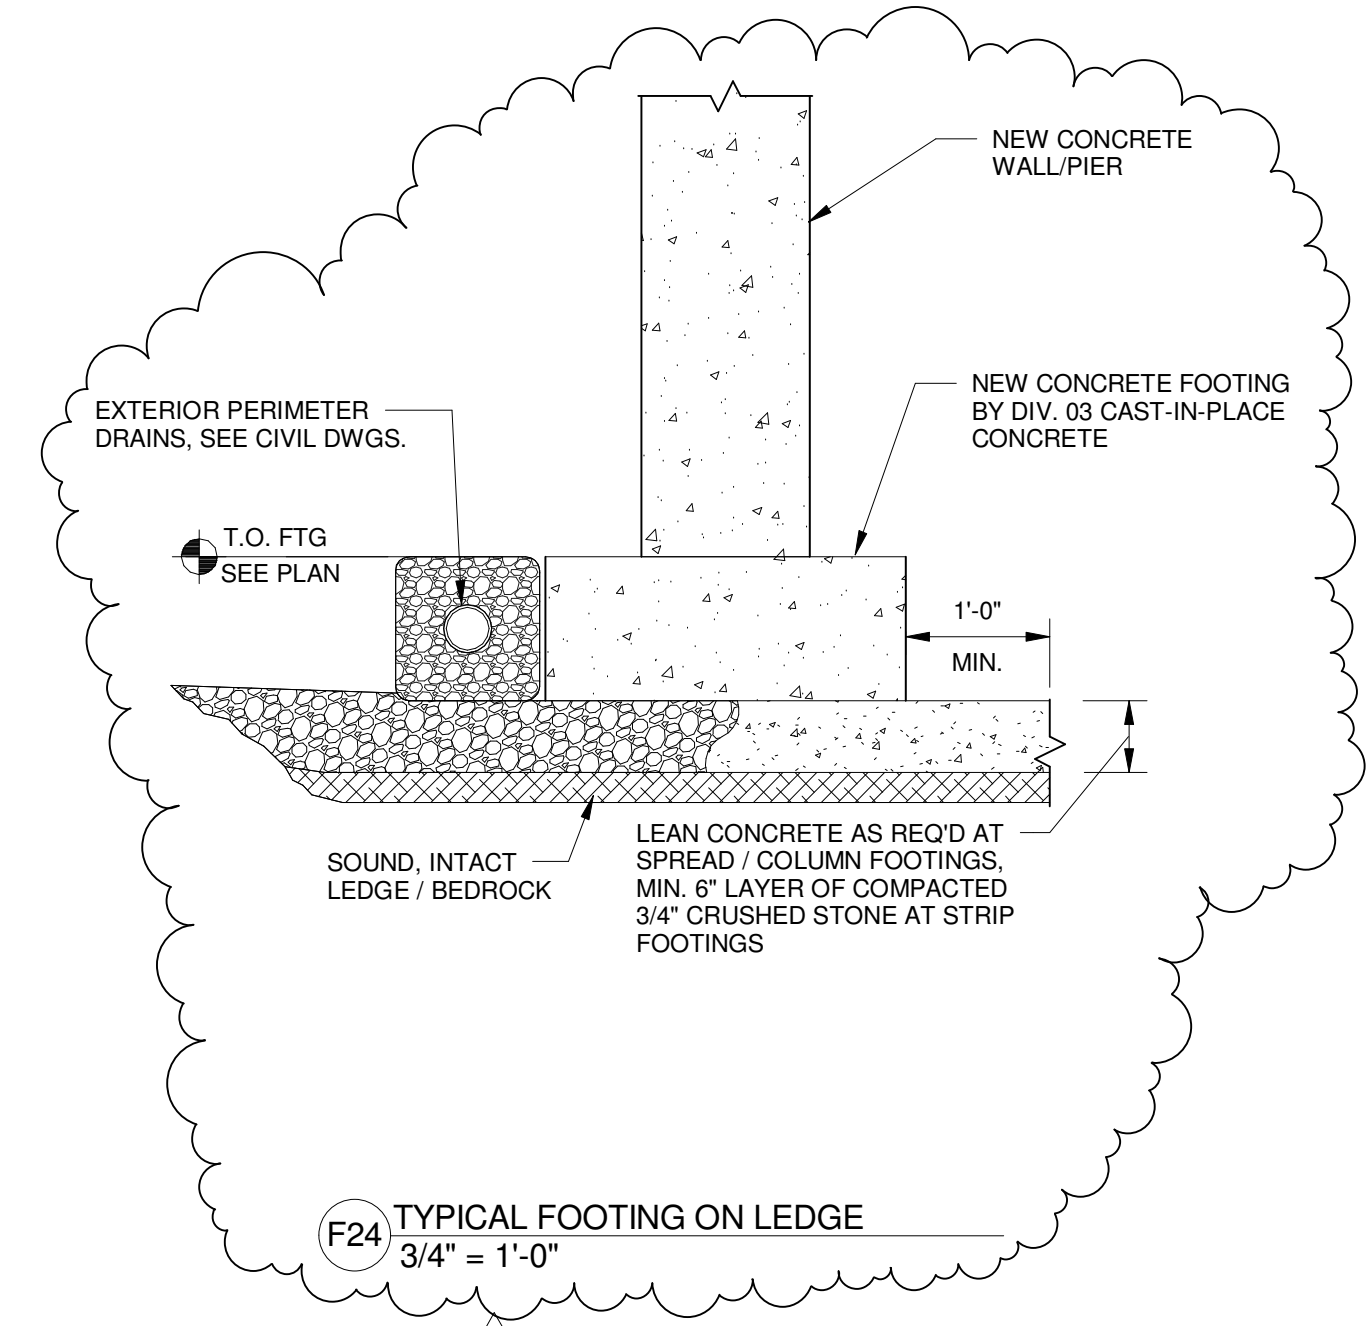 NEW CONCRETE
WALL/PIER
NEW CONCRETE FOOTING
BY DIV. 03 CAST-IN-PLACE
CONCRETE
EXTERIOR PERIMETER
DRAINS, SEE CIVIL DWGS.
T.O. FTG
SEE PLAN
1'-0"
MIN.
SOUND, INTACT
LEDGE / BEDROCK
LEAN CONCRETE AS REQ'D AT
SPREAD / COLUMN FOOTINGS,
MIN. 6" LAYER OF COMPACTED
3/4" CRUSHED STONE AT STRIP
FOOTINGS
F24
TYPICAL FOOTING ON LEDGE
3/4" = 1'-0"